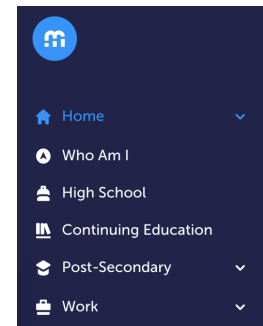 m
Home
Who Am I
High School
Continuing Education
Post-Secondary
Work